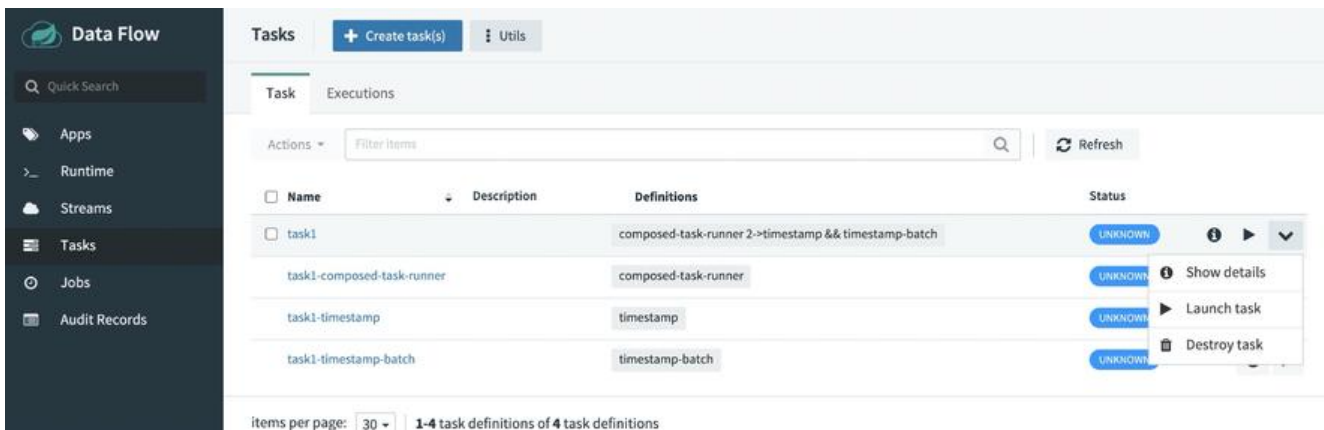 Data Flow
Tasks
Create task(s)
Utils
Quick Search
Task
Executions
Apps
Actions
Filter items
Refresh
Runtime
Name
Description
Definitions
Status
Streams
task1
composed-task-runner 2->timestamp && timestamp-batch
UNKNOWN
Tasks
Show details
task1-composed-task-runner
composed-task-runner
UNKNOWN
Jobs
Launch task
Audit Records
task1-timestamp
timestamp
UNKNOWN
Destroy task
task1-timestamp-batch
timestamp-batch
UNKNOWN
items per page: 30
1-4 task definitions of 4 task definitions